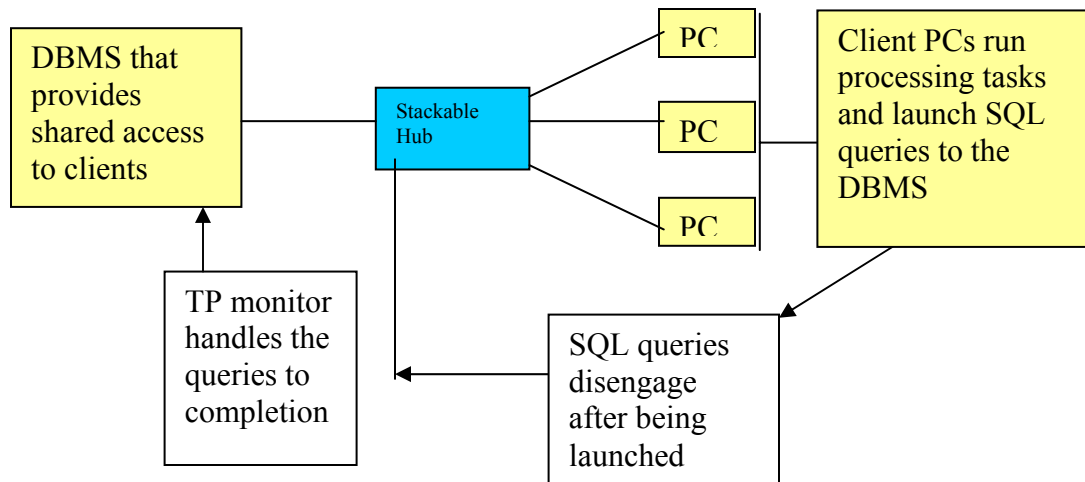 DBMS that
provides
shared access
to clients
Stackable
Hub
PC
PC
PC
Client PCs run
processing tasks
and launch SQL
queries to the
DBMS
TP monitor
handles the
queries to
completion
SQL queries
disengage
after being
launched